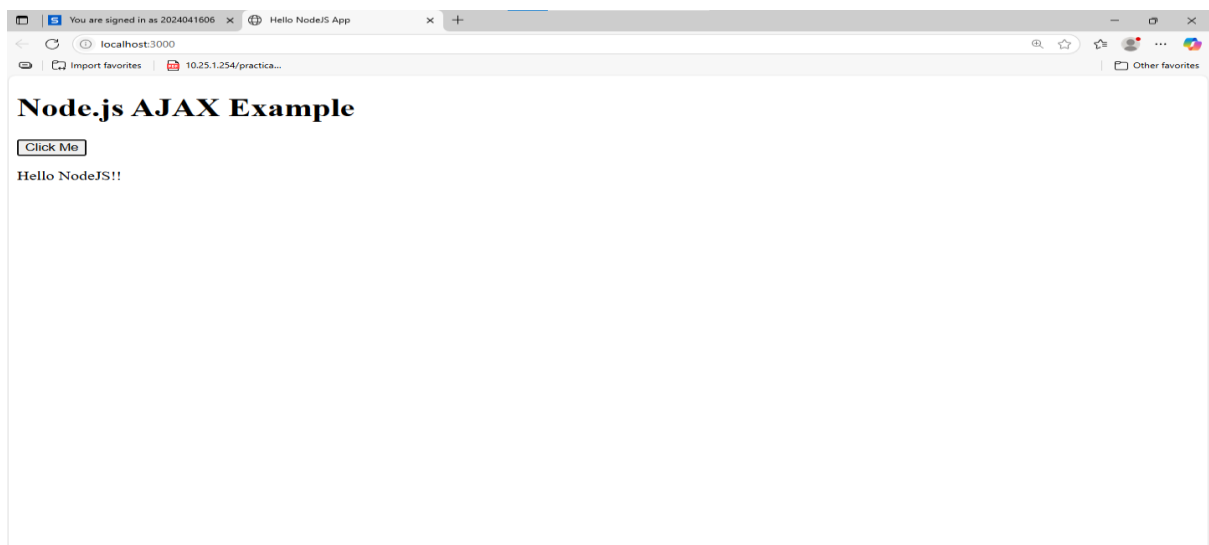 You are signed in as 2024041606
Hello NodeJS App
localhost:3000
Import favorites
10.25.1.254/practica...
Other favorites
Node.js AJAX Example
Click Me
Hello NodeJS!!